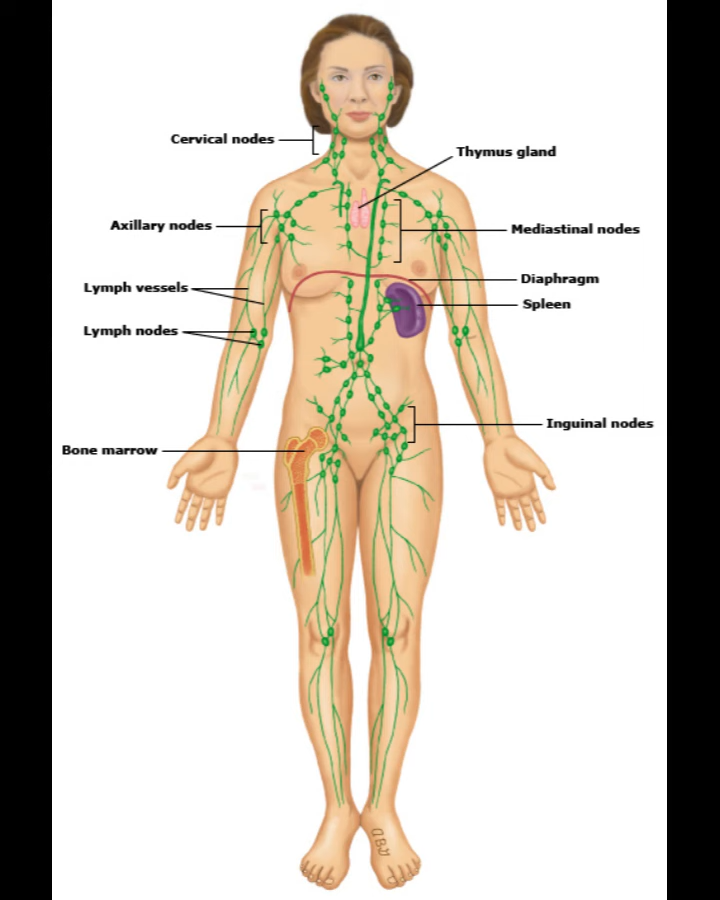 Cervical nodes
Thymus gland
Axillary nodes
Mediastinal nodes
Diaphragm
Lymph vessels
Spleen
Lymph nodes
Inguinal nodes
Bone marrow